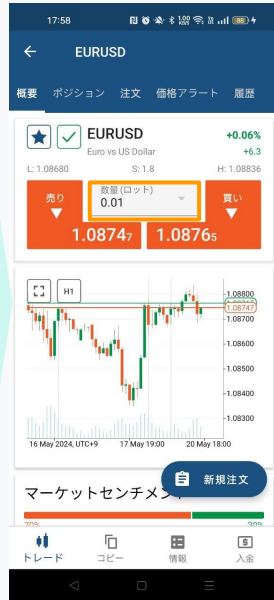 17:58
88
EURUSD
概要 ポジション 注文 価格アラート 履歴
EURUSD +0.06%
Euro vs US Dollar +6.3
L: 1.08680 S: 1.8 H: 1.08836
売り 数量(ロット) 0.01 買い
1.08747 1.08765
H1
1.08800
1.08747
1.08700
1.08600
1.08500
1.08400
1.08300
16 May 2024, UTC+9 17 May 19:00 20 May 18:00
新規注文
マーケットセンチメント
70% 30%
トレード コピー 情報 入金